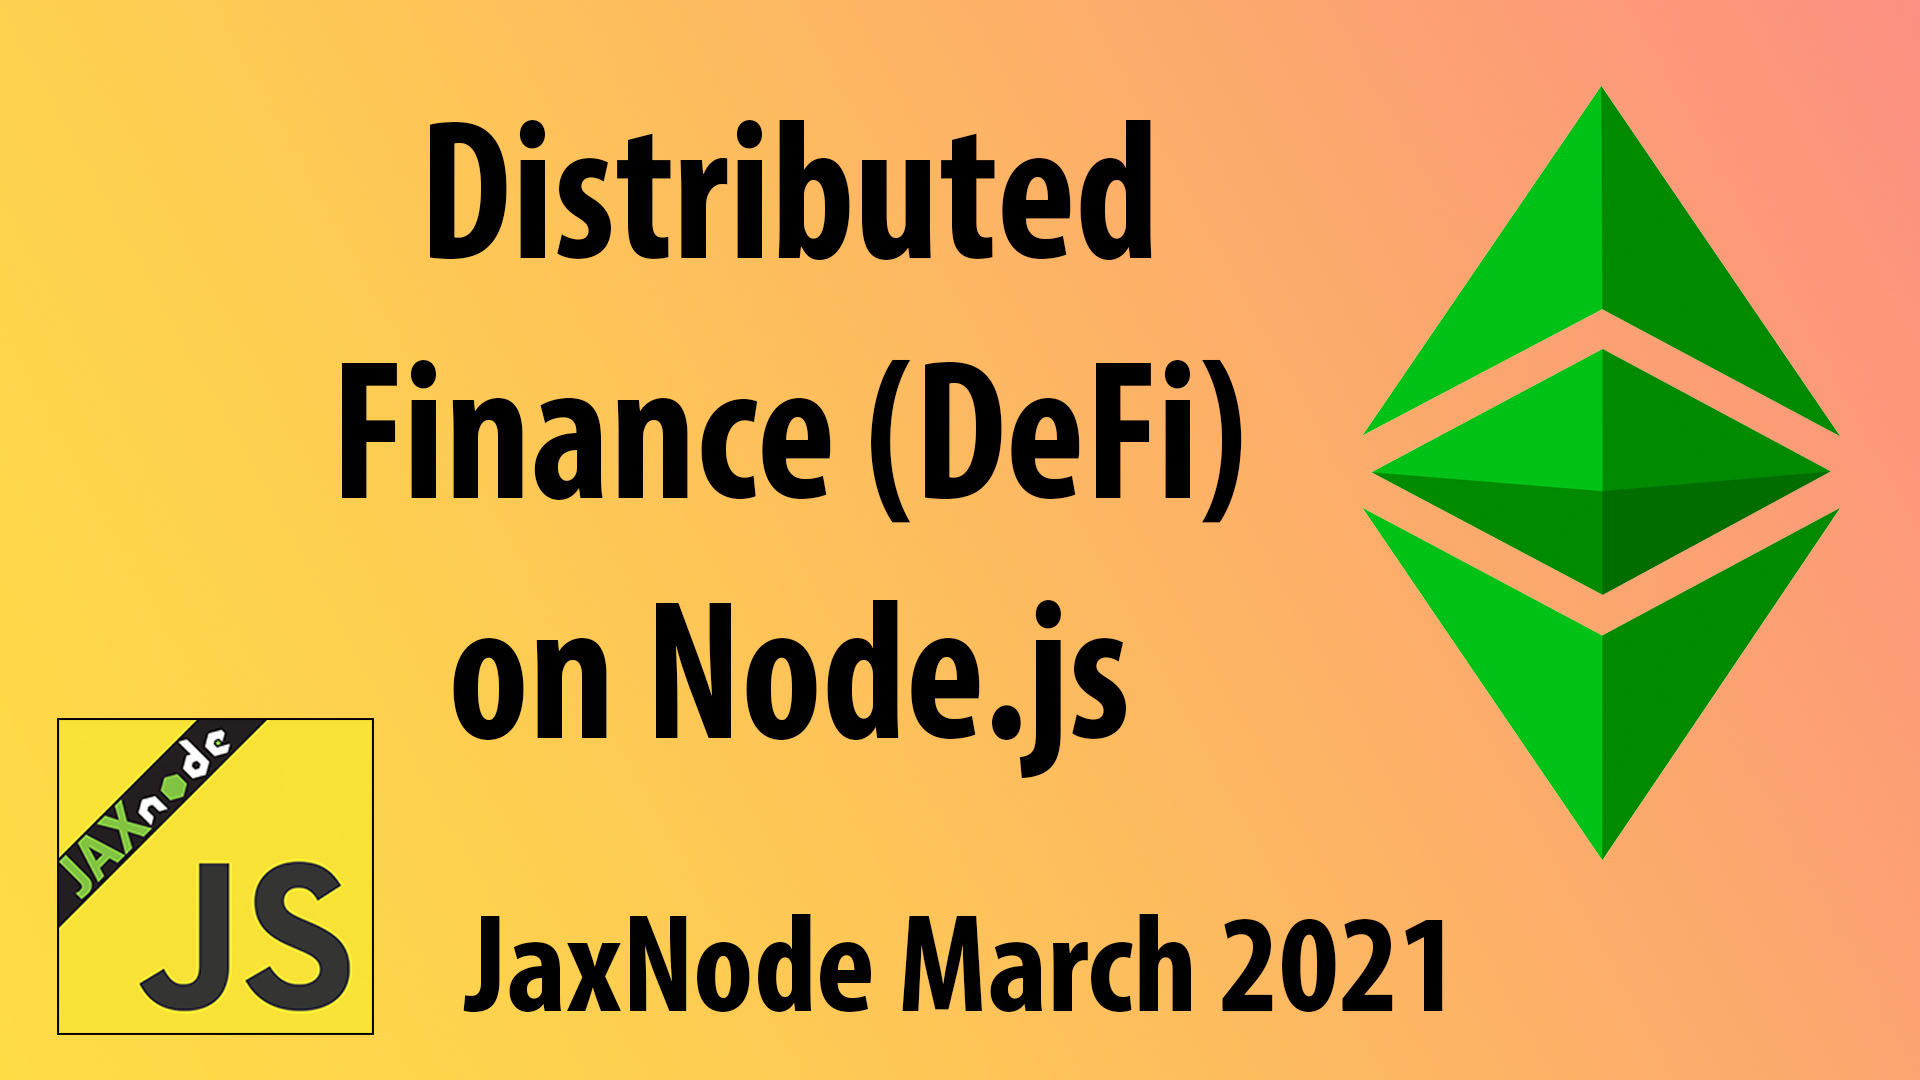 Distributed
Finance (DeFi)
on Node.js
JAXnode
JS
JaxNode March 2021